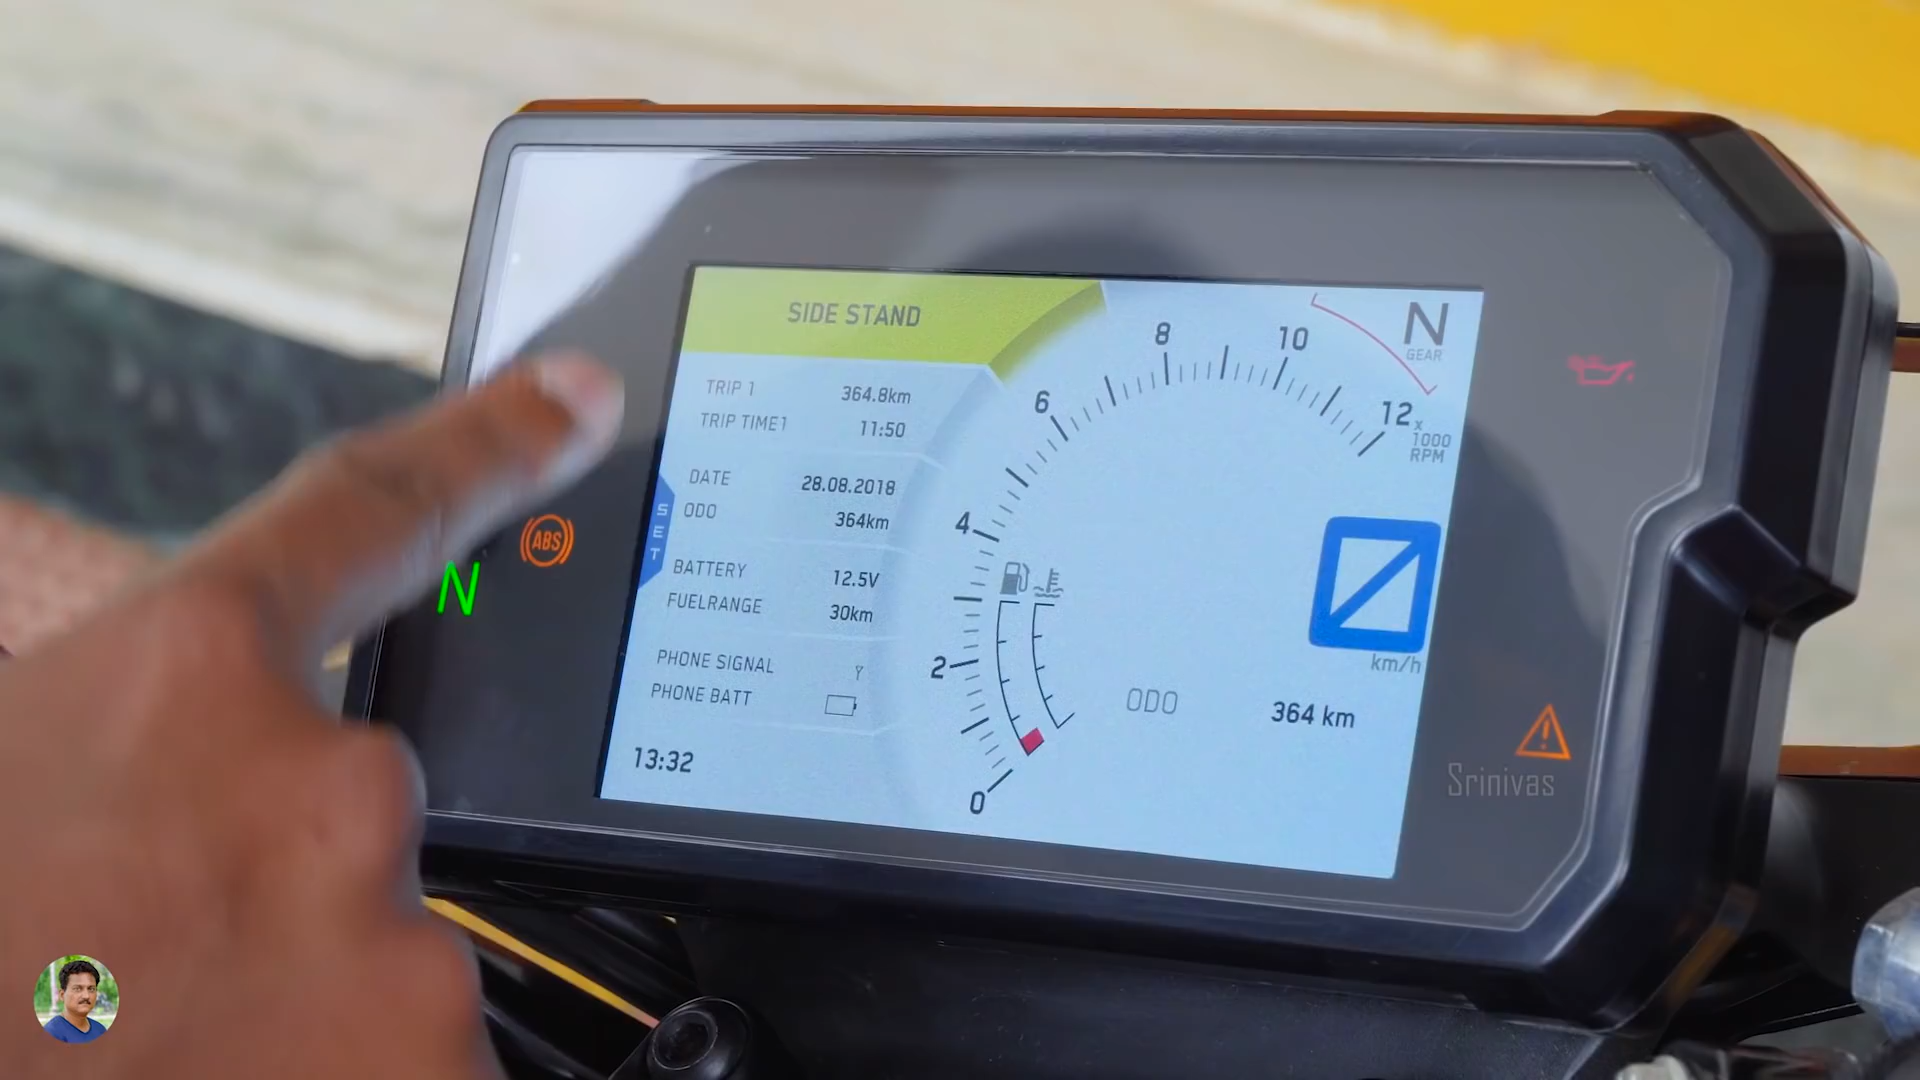 SIDE STAND
TRIP 1 364.8km
TRIP TIME1 11:50
DATE 28.08.2018
ODO 364km
SET
BATTERY 12.5V
FUELRANGE 30km
PHONE SIGNAL
PHONE BATT
13:32
0
2
4
6
8
10
12
x
1000
RPM
N
GEAR
km/h
ODO 364 km
ABS
N
Srinivas